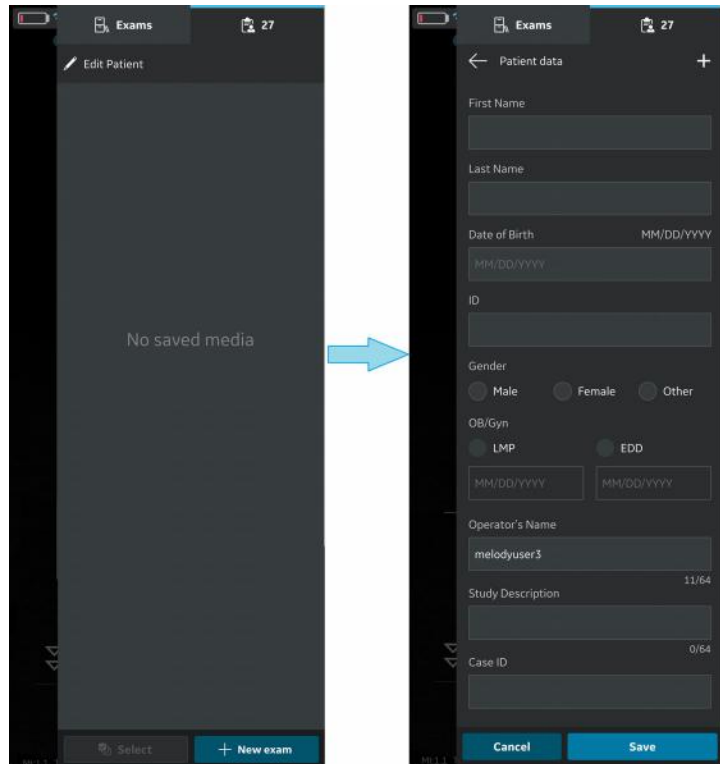 Exams
27
Edit Patient
No saved media
Select
New exam
Exams
27
Patient data
First Name
Last Name
Date of Birth MM/DD/YYYY
MM/DD/YYYY
ID
Gender
Male Female Other
OB/Gyn
LMP EDD
MM/DD/YYYY MM/DD/YYYY
Operator's Name
melodyuser3
11/64
Study Description
0/64
Case ID
Cancel Save